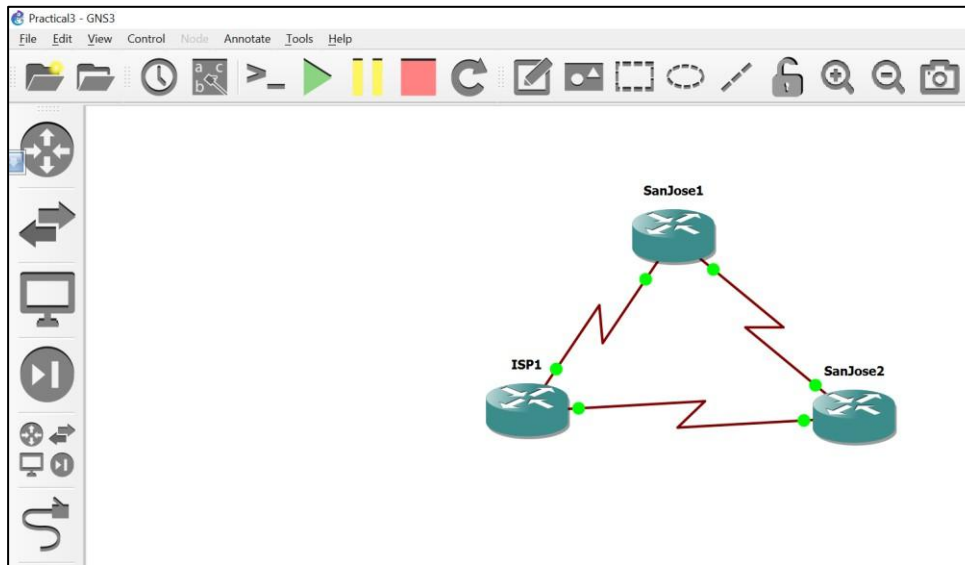 Practical3 - GNS3
File Edit View Control Node Annotate Tools Help
a c
b
>_
SanJose1
ISP1
SanJose2